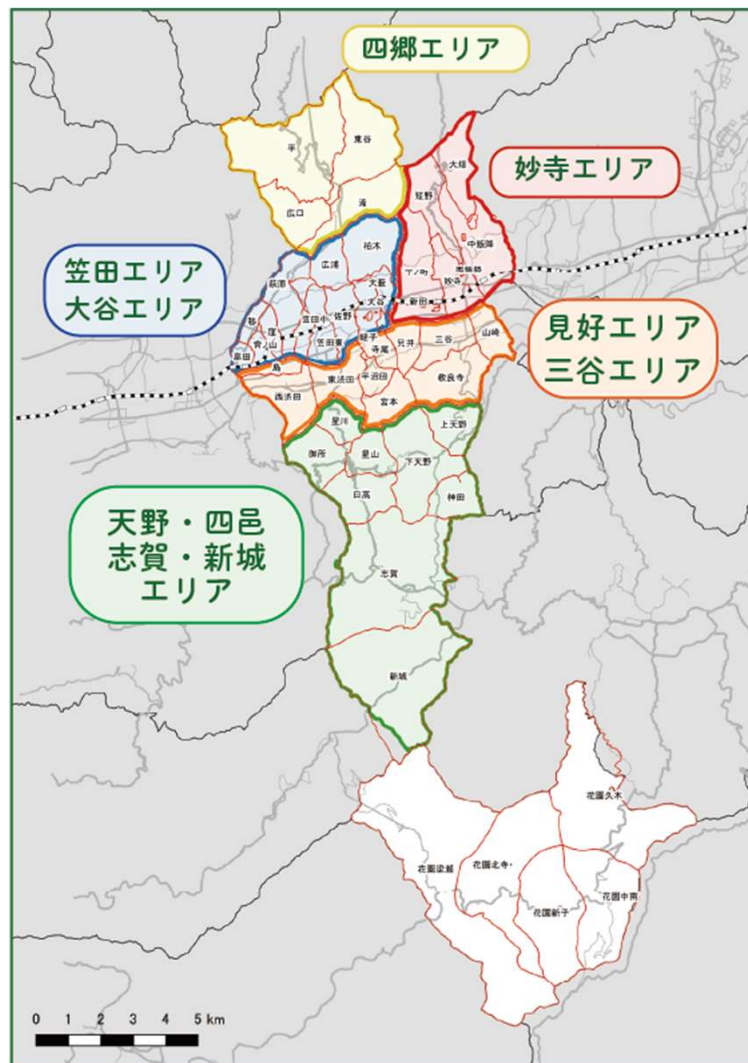 四郷エリア
平
東谷
広口
滝
妙寺エリア
大畑
短野
中飯降
丁ノ町
妙寺
新田
笠田エリア
大谷エリア
柏木
広浦
萩原
大藪
大谷
移
窪
笠田中
佐野
背ノ山
笠田東
蛭子
高田
見好エリア
三谷エリア
島
寺尾
兄井
三谷
山崎
東渋田
平沼田
教良寺
西渋田
宮本
天野・四邑
志賀・新城
エリア
星川
上天野
御所
星山
下天野
日高
神田
志賀
新城
花園久木
花園梁瀬
花園北寺
花園新子
花園中南
0 1 2 3 4 5 km